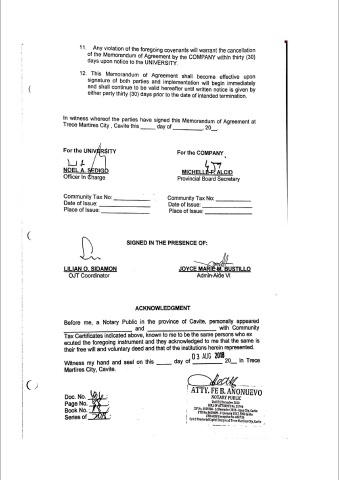 11. Any violation of the foregoing covenants will warrant the cancellation
of the Memorandum of Agreement by the COMPANY within thirty (30)
days upon notice to the UNIVERSITY.
12. This Memorandum of Agreement shall become effective upon
signature of both parties and implementation will begin immediately
and shall continue to be valid hereafter until written notice is given by
either party thirty (30) days prior to the date of intended termination.
In witness whereof the parties have signed this Memorandum of Agreement at
Trece Martires City , Cavite this _____ day of __________ 20__.
For the UNIVERSITY For the COMPANY
NOEL A. SEDIGO MICHELLE F. ALCID
Officer In Charge Provincial Board Secretary
Community Tax No: __________ Community Tax No: __________
Date of Issue: __________ Date of Issue: __________
Place of Issue: __________ Place of Issue: __________
SIGNED IN THE PRESENCE OF:
LILIAN O. SIDAMON JOYCE MARIE M. BUSTILLO
OJT Coordinator Admin-Aide VI
ACKNOWLEDGMENT
Before me, a Notary Public in the province of Cavite, personally appeared
__________ and __________ with Community
Tax Certificates indicated above, known to me to be the same persons who ex
ecuted the foregoing instrument and they acknowledged to me that the same is
their free will and voluntary deed and that of the institutions herein represented.
Witness my hand and seal on this _____ day of 03 AUG 2018 20__ in Trece
Martires City, Cavite.
ATTY. FE B. ANONUEVO
NOTARY PUBLIC
Doc. No.
Page No.
Book No.
Series of